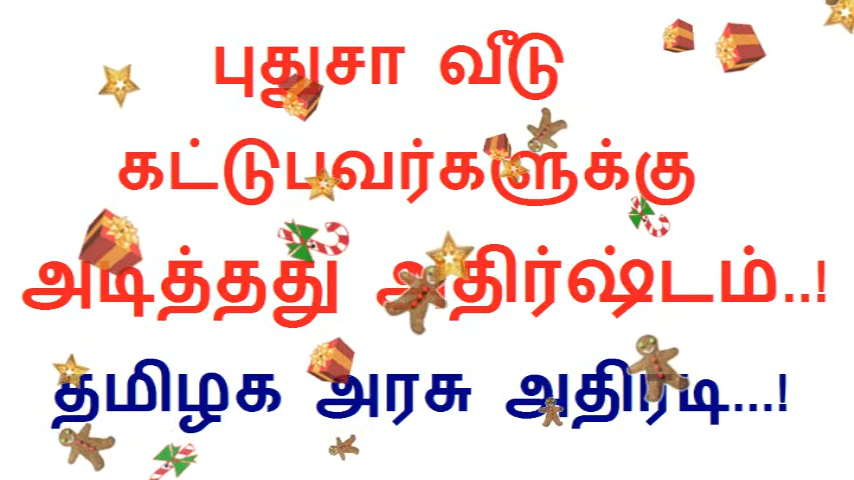 புதுசா வீடு
கட்டுபவர்களுக்கு
அடித்தது அதிர்ஷ்டம்..!
தமிழக அரசு அதிரடி...!